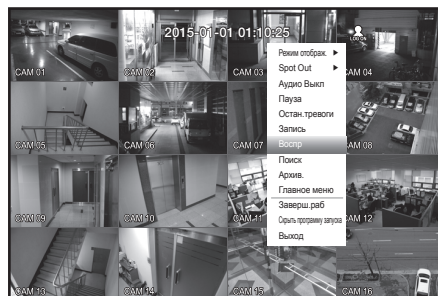 2015-01-01 01:10:25
LOG ON
CAM 01
CAM 02
CAM 03
CAM 04
Режим отображ.
Spot Out
Аудио Выкл
Пауза
Остан.тревоги
Запись
Воспр
Поиск
Архив.
Главное меню
Заверш.раб
Скрыть программу запуска
Выход
CAM 05
CAM 06
CAM 07
CAM 08
CAM 09
CAM 10
CAM 11
CAM 12
CAM 13
CAM 14
CAM 15
CAM 16